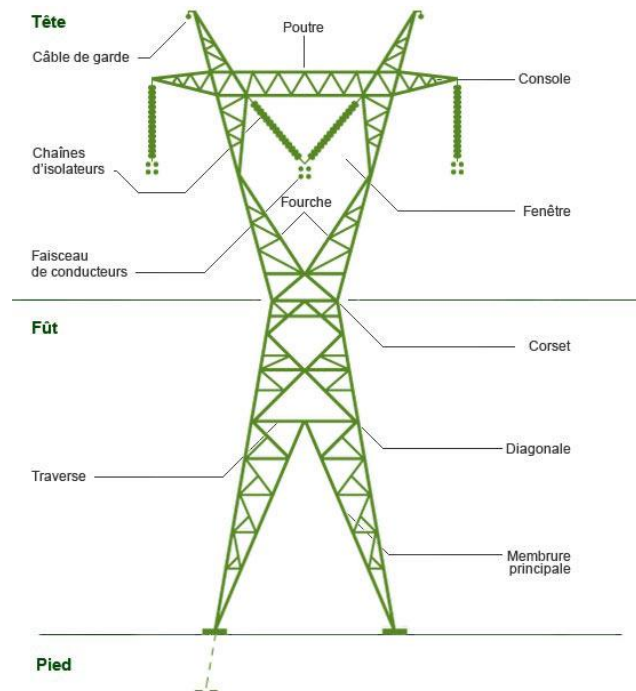 Tête
Poutre
Câble de garde
Console
Chaînes
d'isolateurs
Fenêtre
Fourche
Faisceau
de conducteurs
Fût
Corset
Diagonale
Traverse
Membrure
principale
Pied